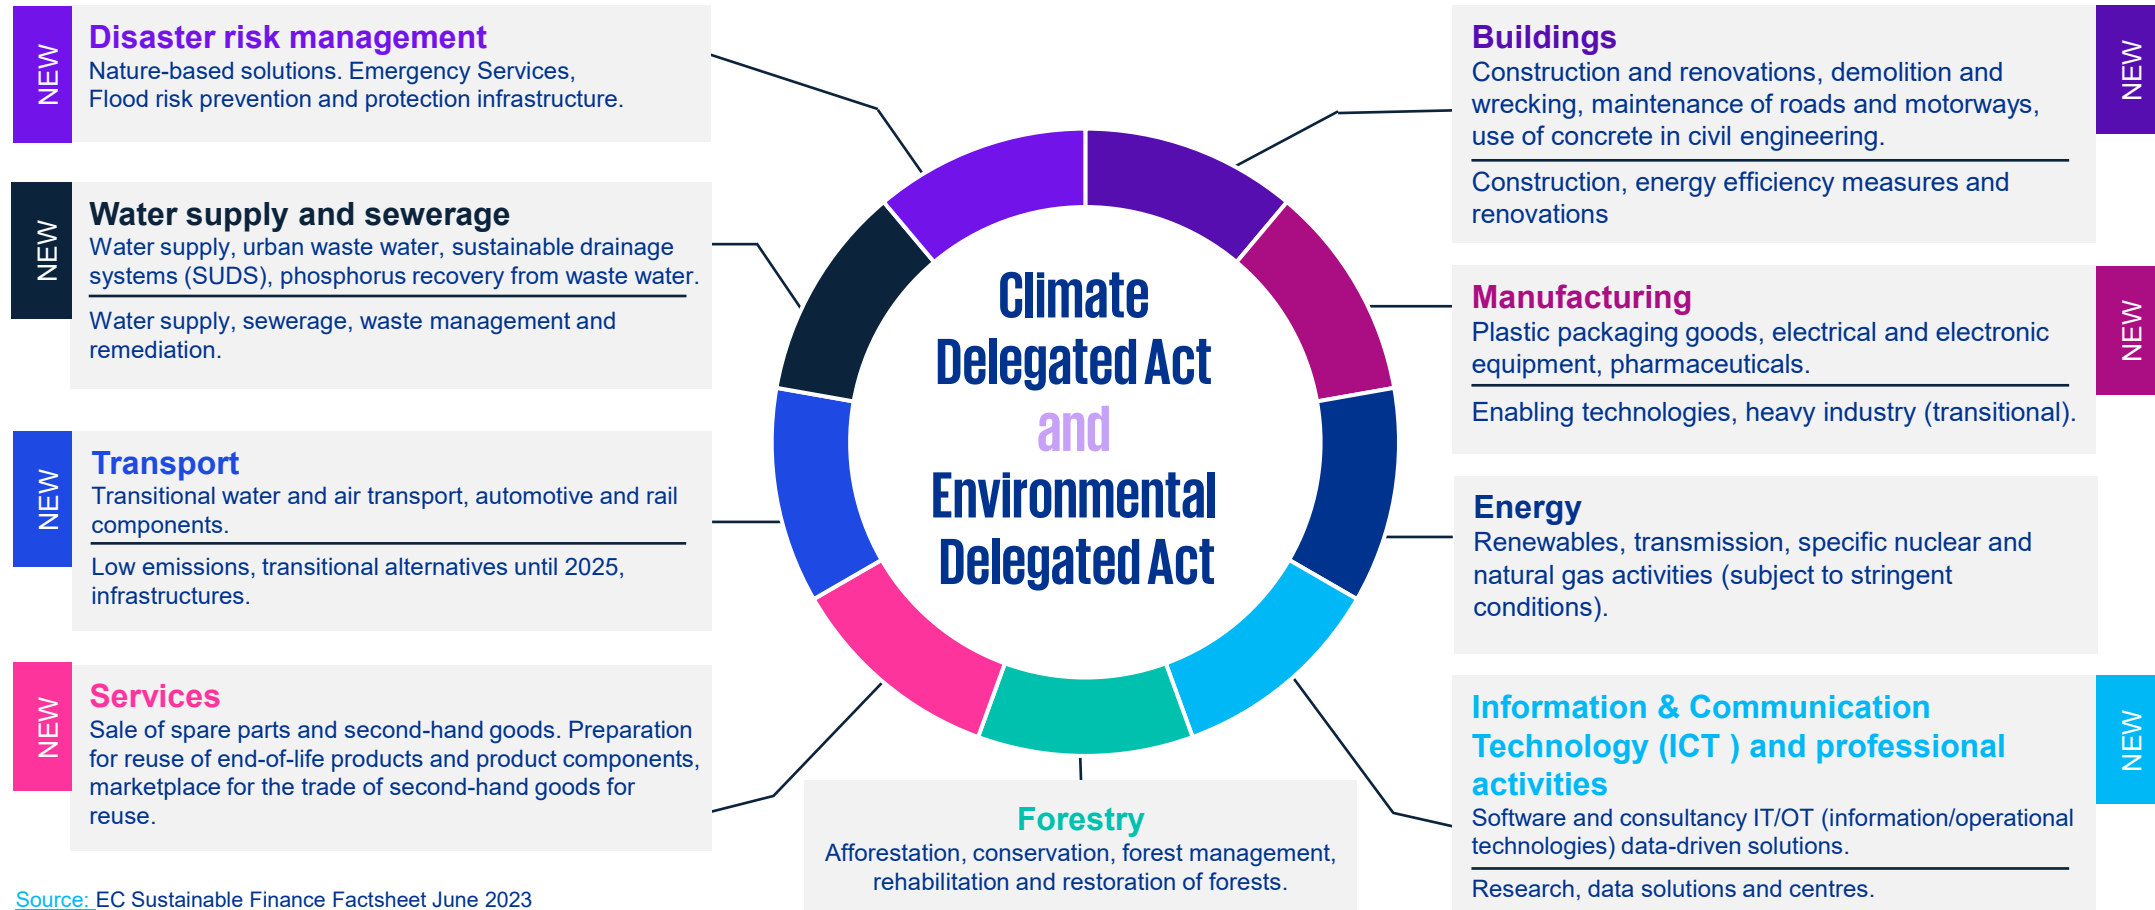 NEW
Disaster risk management
Nature-based solutions. Emergency Services,
Flood risk prevention and protection infrastructure.
NEW
Water supply and sewerage
Water supply, urban waste water, sustainable drainage
systems (SUDS), phosphorus recovery from waste water.
Water supply, sewerage, waste management and
remediation.
NEW
Transport
Transitional water and air transport, automotive and rail
components.
Low emissions, transitional alternatives until 2025,
infrastructures.
NEW
Services
Sale of spare parts and second-hand goods. Preparation
for reuse of end-of-life products and product components,
marketplace for the trade of second-hand goods for
reuse.
Climate
Delegated Act
and
Environmental
Delegated Act
Forestry
Afforestation, conservation, forest management,
rehabilitation and restoration of forests.
Buildings
Construction and renovations, demolition and
wrecking, maintenance of roads and motorways,
use of concrete in civil engineering.
Construction, energy efficiency measures and
renovations
NEW
Manufacturing
Plastic packaging goods, electrical and electronic
equipment, pharmaceuticals.
Enabling technologies, heavy industry (transitional).
NEW
Energy
Renewables, transmission, specific nuclear and
natural gas activities (subject to stringent
conditions).
Information & Communication
Technology (ICT ) and professional
activities
Software and consultancy IT/OT (information/operational
technologies) data-driven solutions.
Research, data solutions and centres.
NEW
Source: EC Sustainable Finance Factsheet June 2023